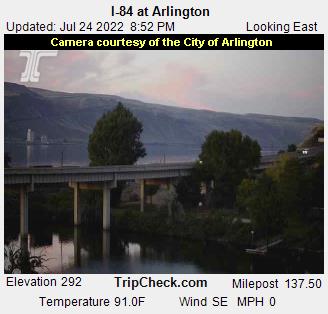 I-84 at Arlington
Updated: Jul 24 2022 8:52 PM Looking East
Camera courtesy of the City of Arlington
Elevation 292 TripCheck.com Milepost 137.50
Temperature 91.0F Wind SE MPH 0